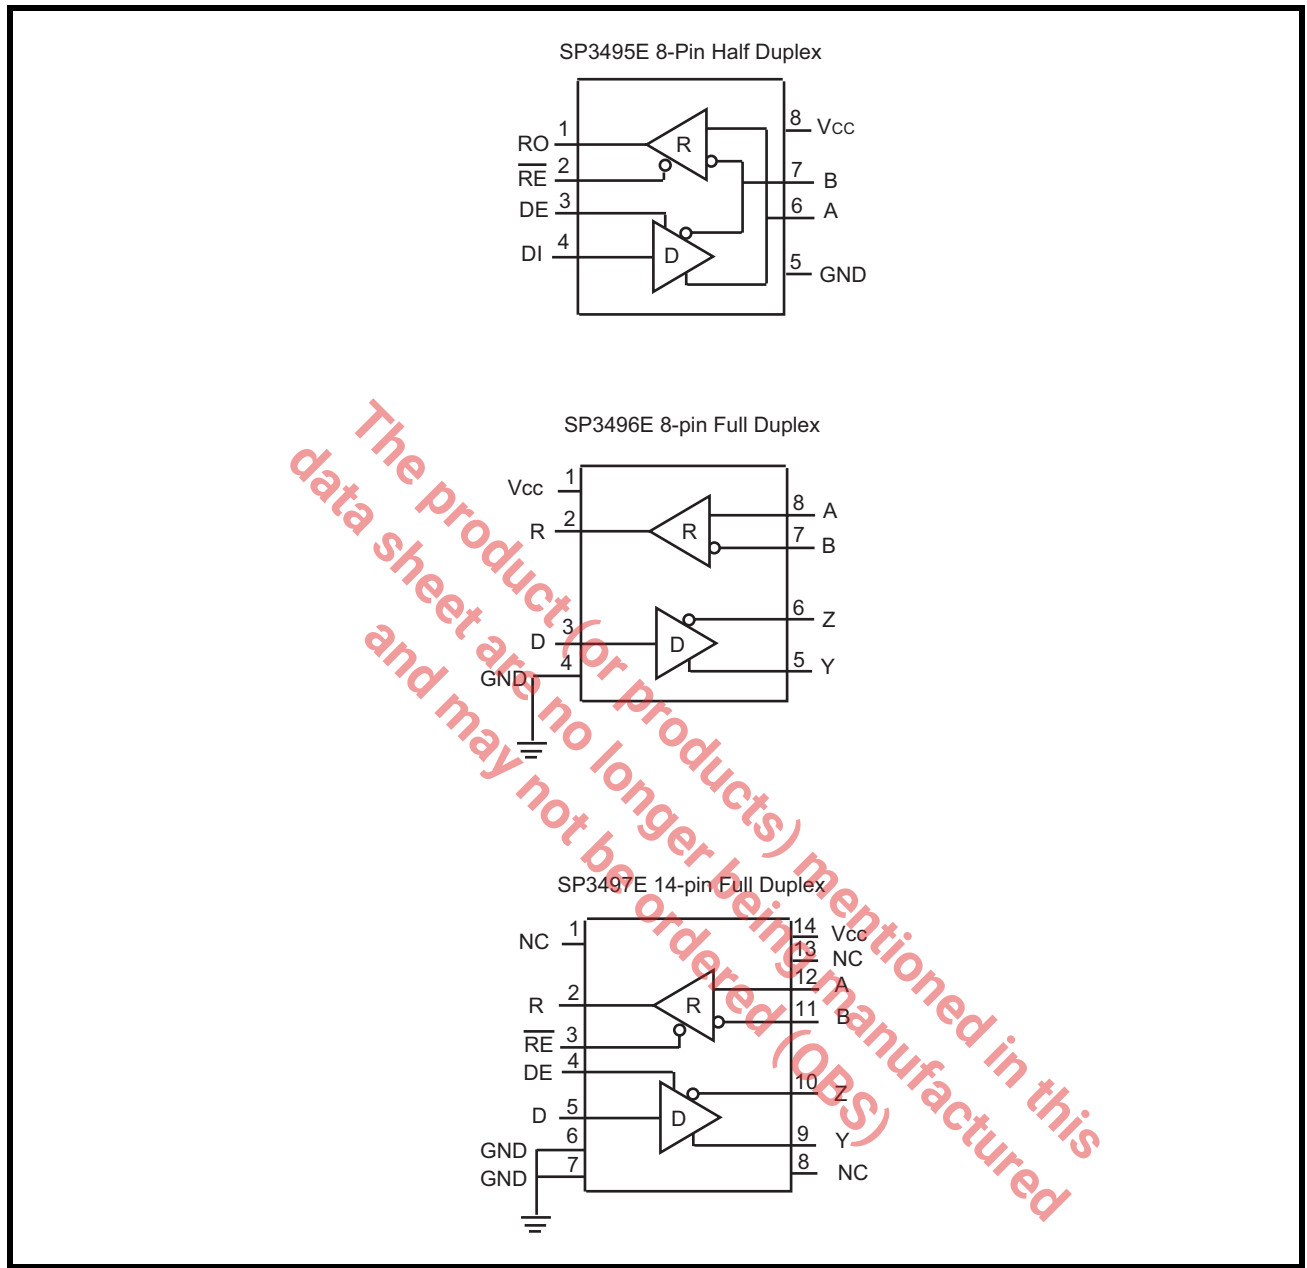 SP3495E 8-Pin Half Duplex
RO 1
RE 2
DE 3
DI 4
R
D
8 VCC
7 B
6 A
5 GND
SP3496E 8-pin Full Duplex
Vcc 1
R 2
D 3
GND 4
R
D
8 A
7 B
6 Z
5 Y
SP3497E 14-pin Full Duplex
NC 1
R 2
RE 3
DE 4
D 5
GND 6
GND 7
R
D
14 Vcc
13 NC
12 A
11 B
10 Z
9 Y
8 NC
The product (or products) mentioned in this
data sheet are no longer being manufactured
and may not be ordered (OBS)